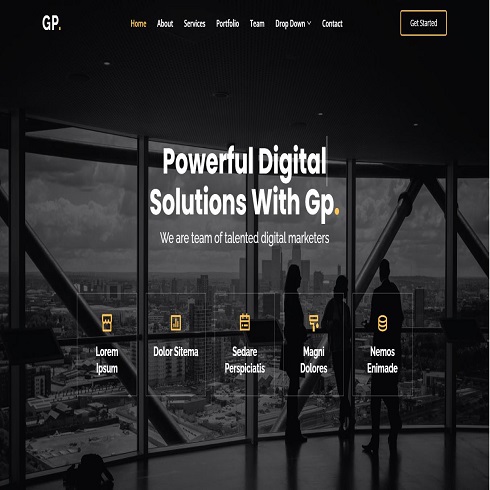 GP.
Home About Services Portfolio Team Drop Down Contact
Get Started
Powerful Digital
Solutions With Gp.
We are team of talented digital marketers
Lorem
Ipsum
Dolor Sitema
Sedare
Perspiciatis
Magni
Dolores
Nemos
Enimade